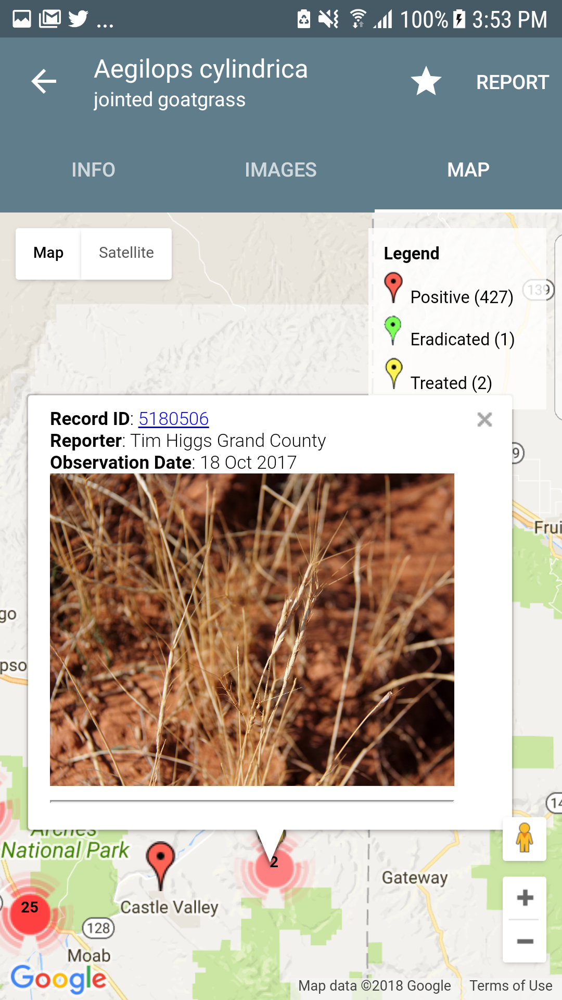 ... 100% 3:53 PM
Aegilops cylindrica
jointed goatgrass
REPORT
INFO IMAGES MAP
Map Satellite
Legend
Positive (427)
Eradicated (1)
Treated (2)
139
Record ID: 5180506
Reporter: Tim Higgs Grand County
Observation Date: 18 Oct 2017
9
Frui
go
pso
14
Arches
National Park
2
Gateway
25
Castle Valley
128
Moab
Google
Map data ©2018 Google Terms of Use